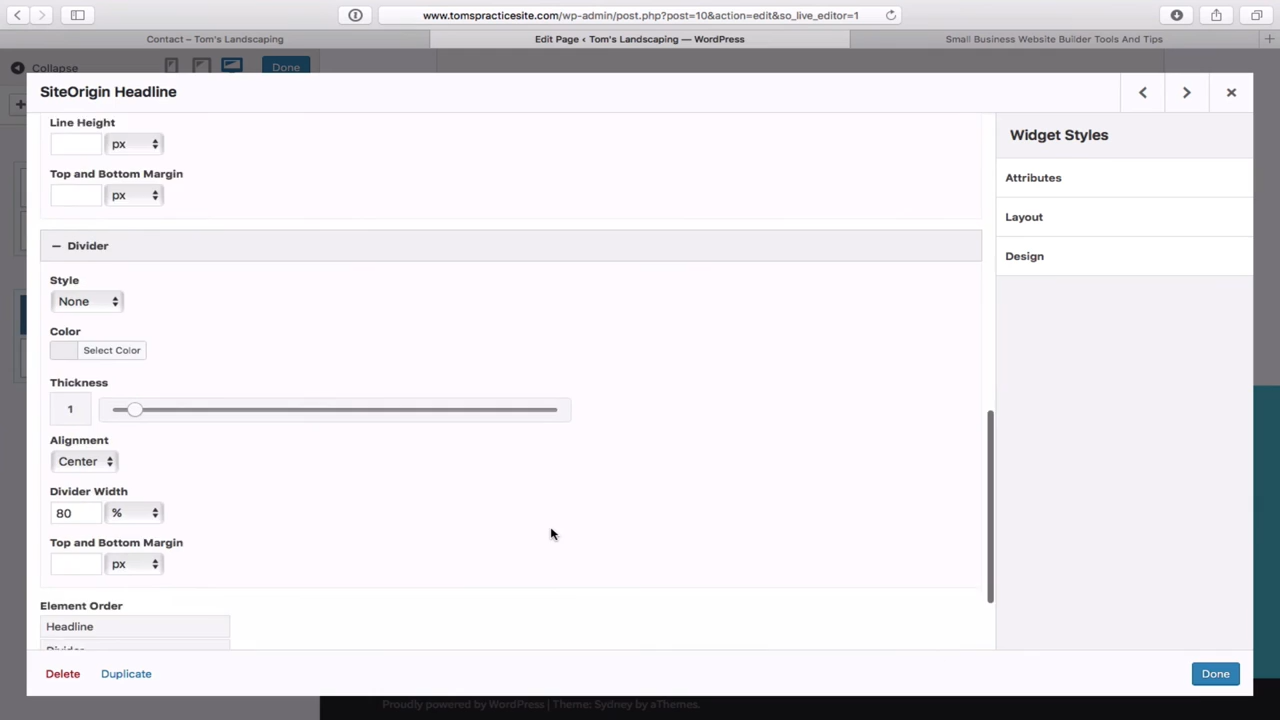 www.tomspracticesite.com/wp-admin/post.php?post=10&action=edit&so_live_editor=1
Contact – Tom's Landscaping
Edit Page ‹ Tom's Landscaping — WordPress
Small Business Website Builder Tools And Tips
Collapse
Done
SiteOrigin Headline
Line Height
px
Top and Bottom Margin
px
Divider
Style
None
Color
Select Color
Thickness
1
Alignment
Center
Divider Width
80 %
Top and Bottom Margin
px
Element Order
Headline
Divider
Widget Styles
Attributes
Layout
Design
Delete Duplicate
Done
Proudly powered by WordPress | Theme: Sydney by aThemes.